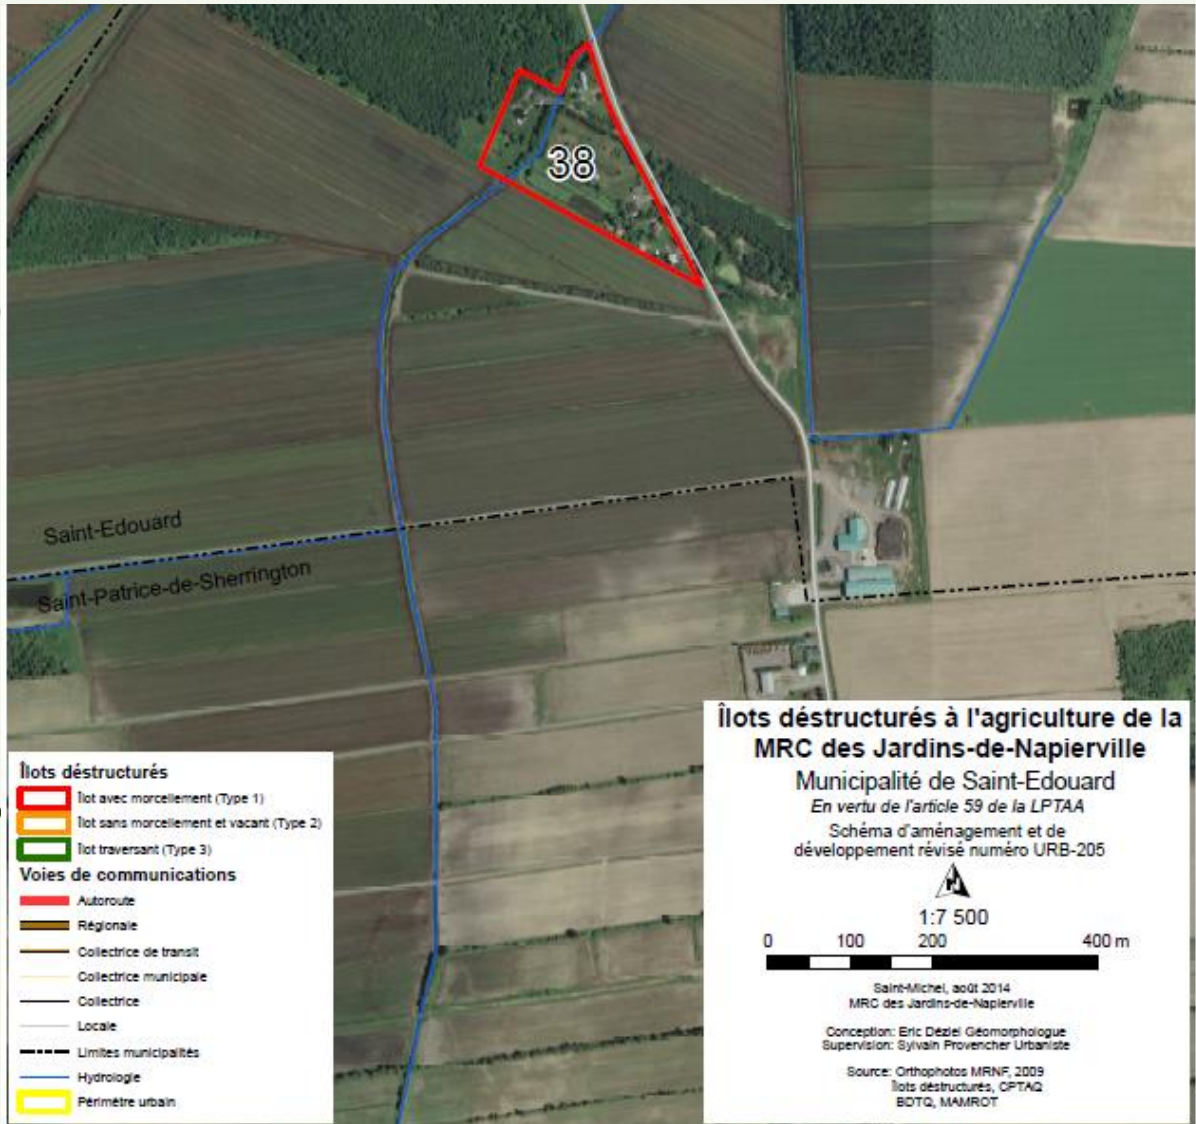 38
Saint-Edouard
Saint-Patrice-de-Sherrington
Îlots déstructurés
Îlot avec morcellement (Type 1)
Îlot sans morcellement et vacant (Type 2)
Îlot traversant (Type 3)
Voies de communications
Autoroute
Régionale
Collectrice de transit
Collectrice municipale
Collectrice
Locale
Limites municipalités
Hydrologie
Périmètre urbain
Îlots déstructurés à l'agriculture de la
MRC des Jardins-de-Napierville
Municipalité de Saint-Edouard
En vertu de l'article 59 de la LPTAA
Schéma d'aménagement et de
développement révisé numéro URB-205
1:7 500
0 100 200 400 m
Saint-Michel, août 2014
MRC des Jardins-de-Napierville
Conception: Eric Déziel Géomorphologue
Supervision: Sylvain Provencher Urbaniste
Source: Orthophotos MRNF, 2009
Îlots déstructurés, CPTAQ
BDTQ, MAMROT